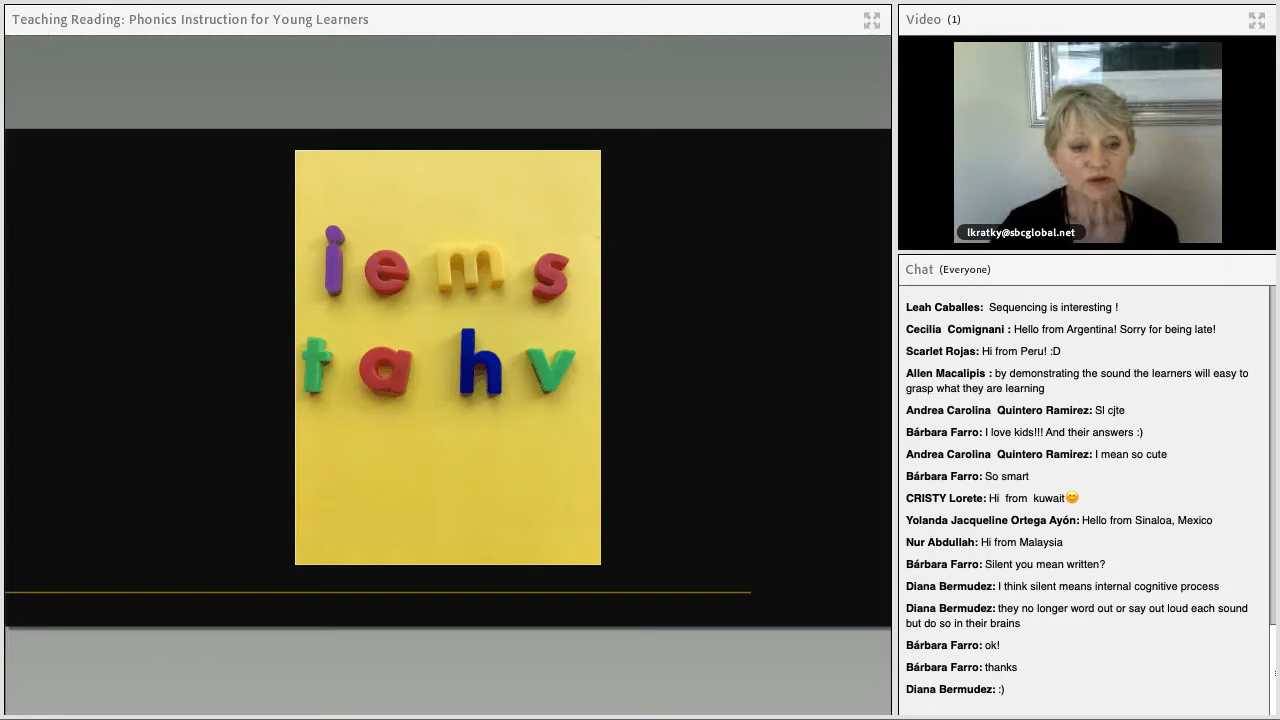 Teaching Reading: Phonics Instruction for Young Learners
i e m s
t a h v
Video (1)
lkratky@sbcglobal.net
Chat (Everyone)
Leah Caballes: Sequencing is interesting !
Cecilia Comignani : Hello from Argentina! Sorry for being late!
Scarlet Rojas: Hi from Peru! :D
Allen Macalipis : by demonstrating the sound the learners will easy to
grasp what they are learning
Andrea Carolina Quintero Ramirez: Sl cjte
Bárbara Farro: I love kids!!! And their answers :)
Andrea Carolina Quintero Ramirez: I mean so cute
Bárbara Farro: So smart
CRISTY Lorete: Hi from kuwait😊
Yolanda Jacqueline Ortega Ayón: Hello from Sinaloa, Mexico
Nur Abdullah: Hi from Malaysia
Bárbara Farro: Silent you mean written?
Diana Bermudez: I think silent means internal cognitive process
Diana Bermudez: they no longer word out or say out loud each sound
but do so in their brains
Bárbara Farro: ok!
Bárbara Farro: thanks
Diana Bermudez: :)